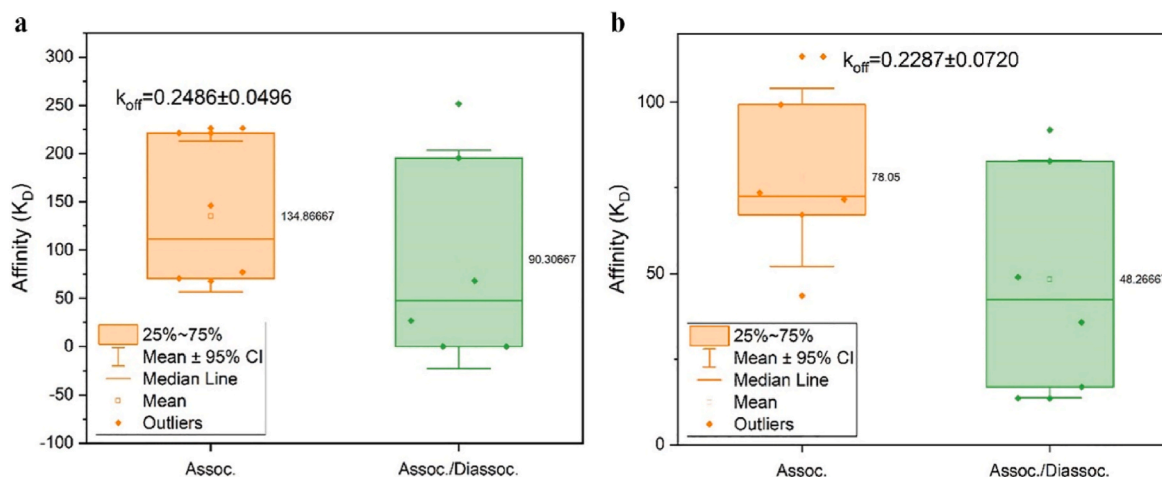 a
300
250
200
150
100
50
0
-50
-100
Affinity (K_D)
k_off=0.2486±0.0496
134.86667
90.30667
25%~75%
Mean ± 95% CI
Median Line
Mean
Outliers
Assoc.
Assoc./Diassoc.
b
100
50
0
Affinity (K_D)
k_off=0.2287±0.0720
78.05
48.26667
25%~75%
Mean ± 95% CI
Median Line
Mean
Outliers
Assoc.
Assoc./Diassoc.